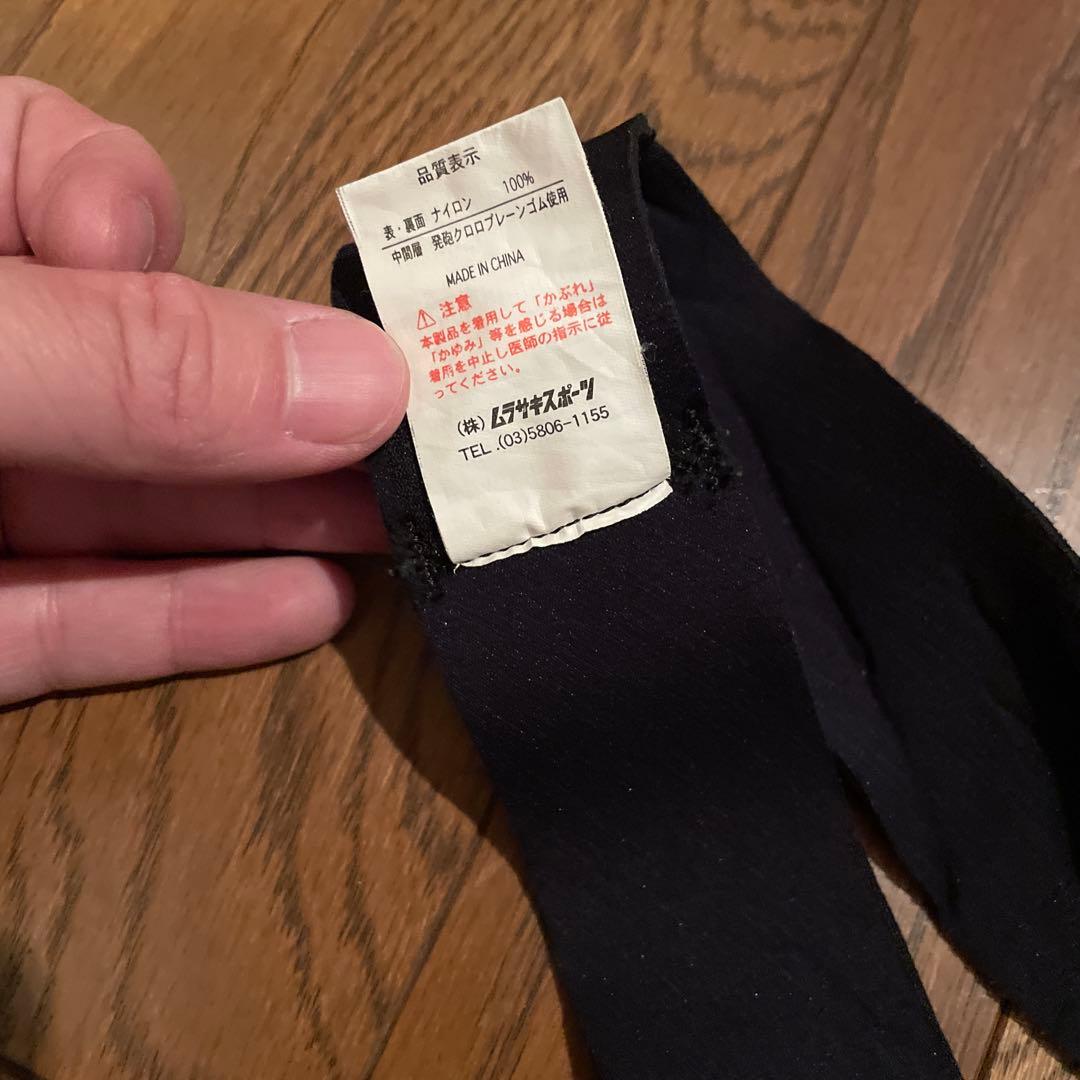 品質表示
表・裏面 ナイロン 100%
中間層 発砲クロロプレーンゴム使用
MADE IN CHINA
⚠ 注意
本製品を着用して「かぶれ」
「かゆみ」等を感じる場合は
着用を中止し医師の指示に従
ってください。
(株) ムラサキスポーツ
TEL .(03)5806-1155